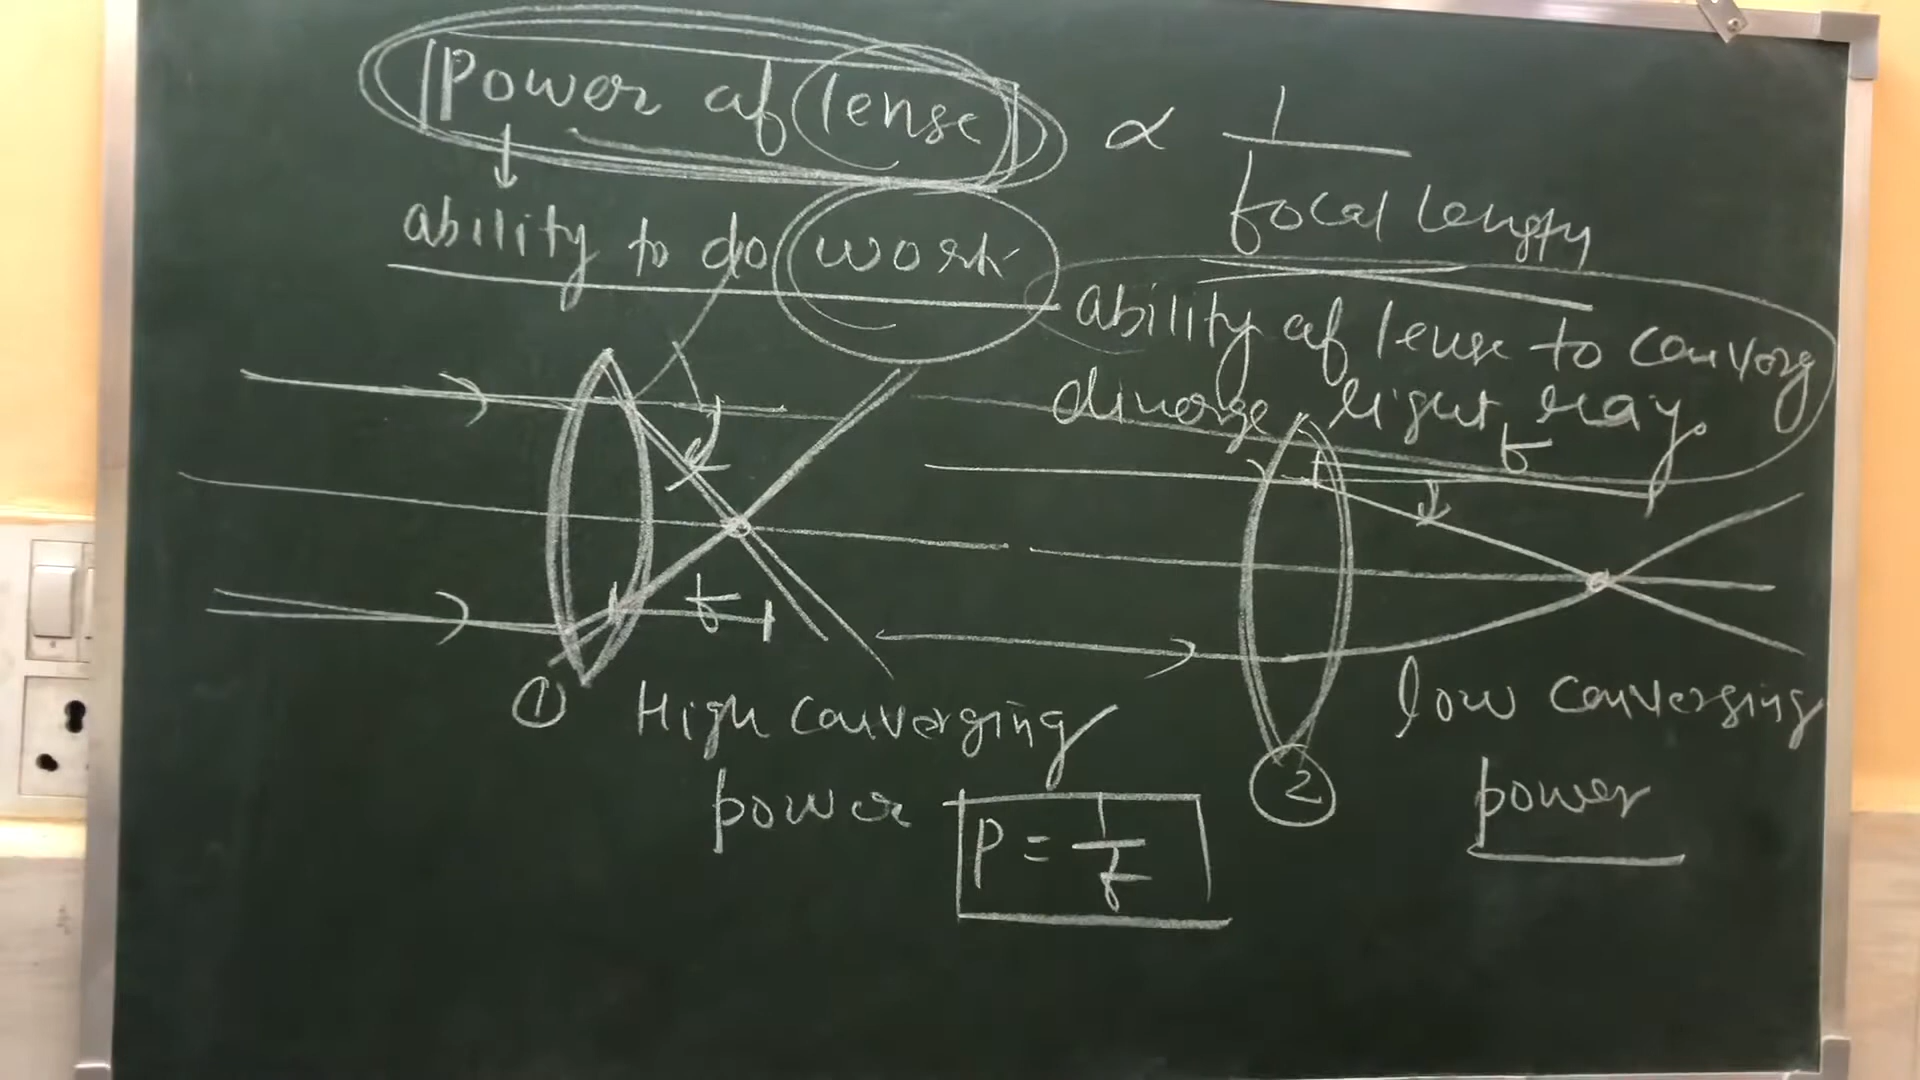 Power of lense ∝ 1/focal length
ability to do work
ability of lense to converg
diverge light ray.
f
f
① High converging
power
P = 1/f
②
low converging
power